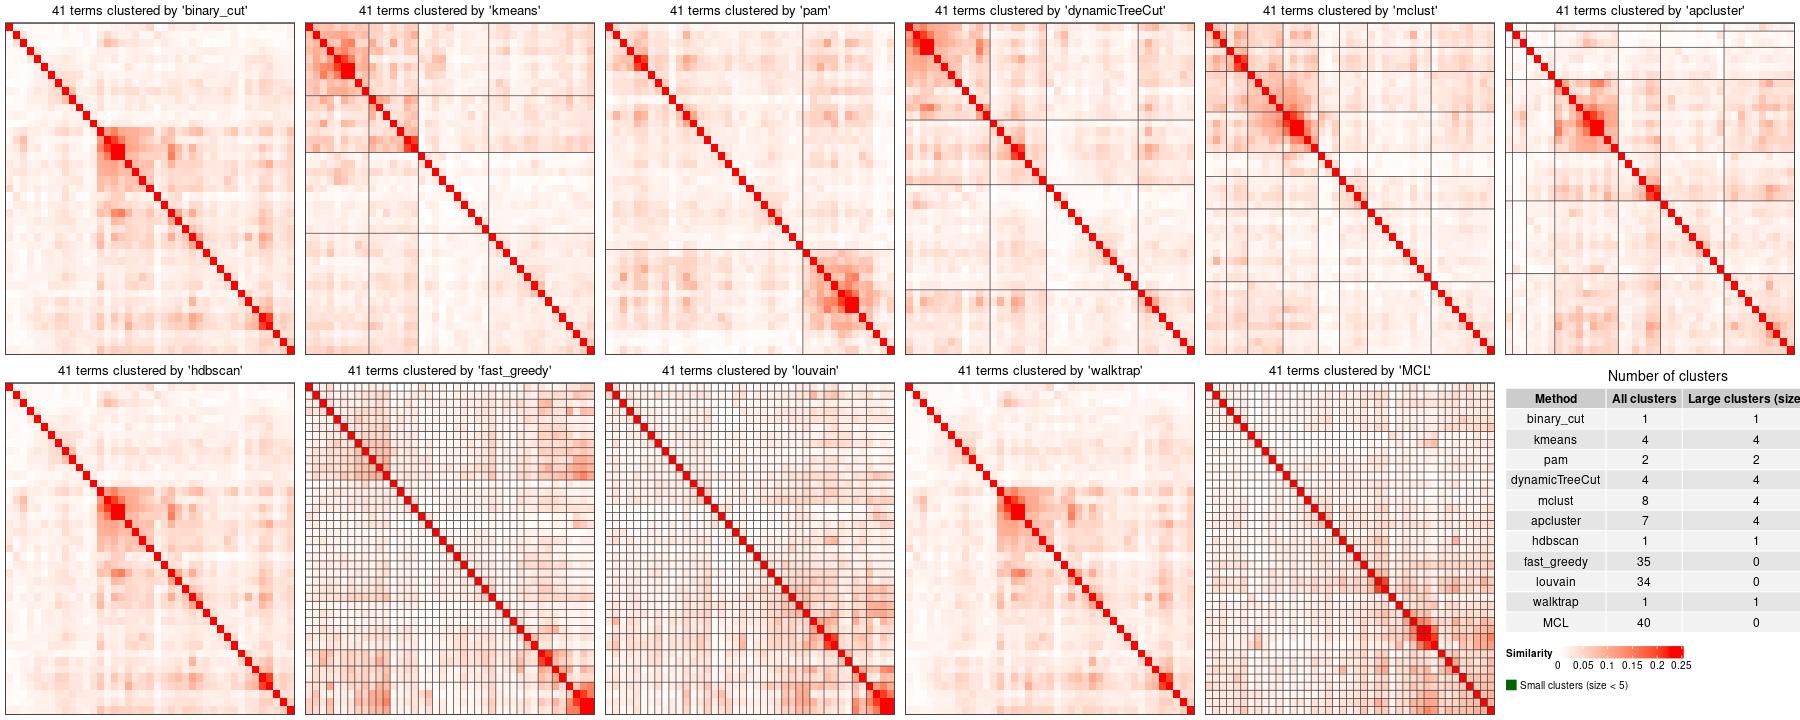 41 terms clustered by 'binary_cut'
41 terms clustered by 'kmeans'
41 terms clustered by 'pam'
41 terms clustered by 'dynamicTreeCut'
41 terms clustered by 'mclust'
41 terms clustered by 'apcluster'
41 terms clustered by 'hdbscan'
41 terms clustered by 'fast_greedy'
41 terms clustered by 'louvain'
41 terms clustered by 'walktrap'
41 terms clustered by 'MCL'
Number of clusters
Method All clusters Large clusters (size
binary_cut 1 1
kmeans 4 4
pam 2 2
dynamicTreeCut 4 4
mclust 8 4
apcluster 7 4
hdbscan 1 1
fast_greedy 35 0
louvain 34 0
walktrap 1 1
MCL 40 0
Similarity
0 0.05 0.1 0.15 0.2 0.25
Small clusters (size < 5)